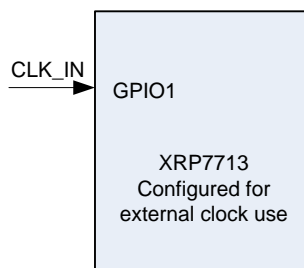 CLK_IN
GPIO1
XRP7713
Configured for
external clock use